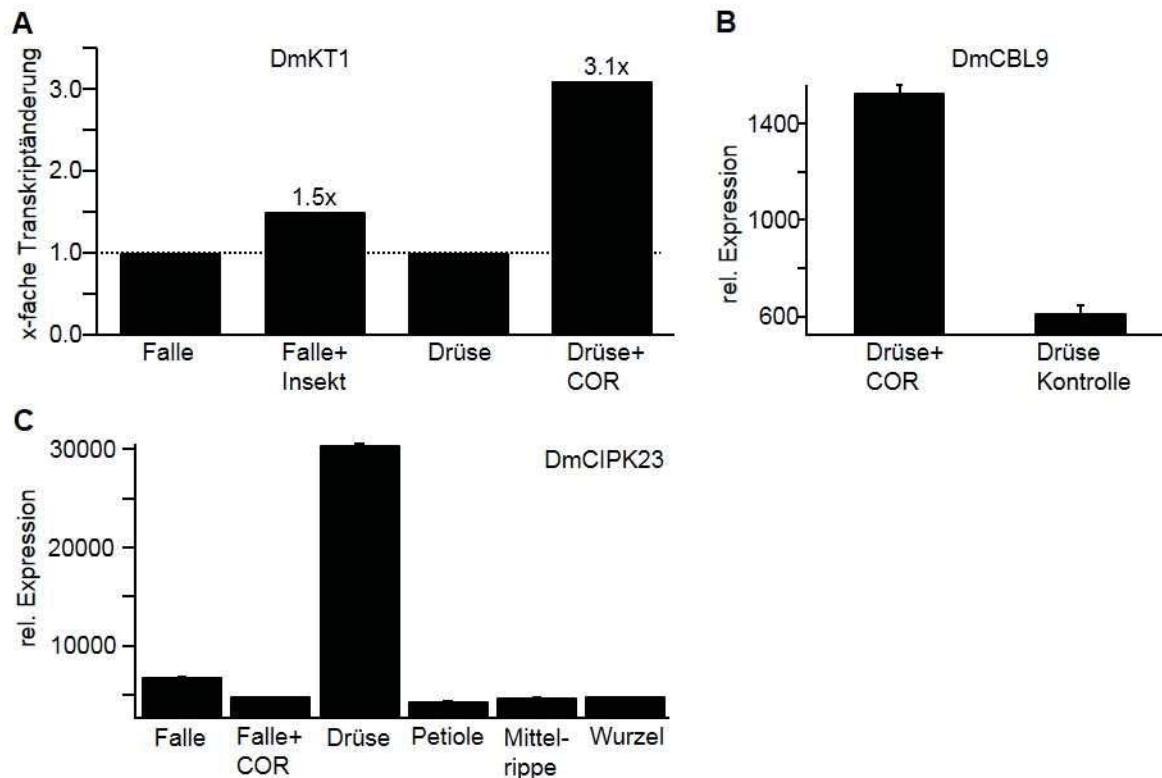 A
DmKT1
x-fache Transkriptänderung
3.0
2.0
1.0
0.0
1.5x
3.1x
Falle
Falle+
Insekt
Drüse
Drüse+
COR
B
DmCBL9
rel. Expression
1400
1000
600
Drüse+
COR
Drüse
Kontrolle
C
DmCIPK23
rel. Expression
30000
20000
10000
Falle
Falle+
COR
Drüse
Petiole
Mittel-
rippe
Wurzel